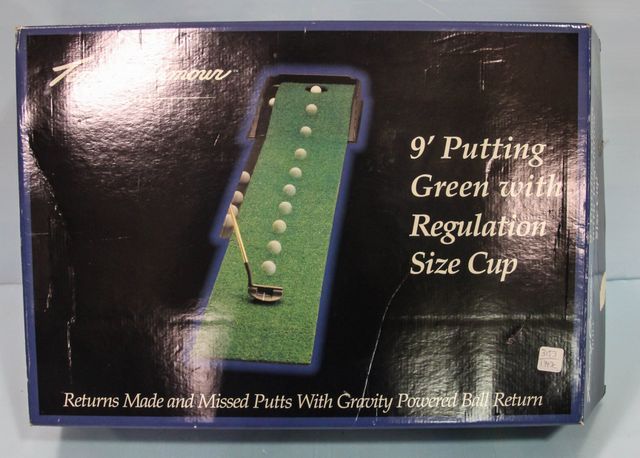 9' Putting
Green with
Regulation
Size Cup
Returns Made and Missed Putts With Gravity Powered Ball Return